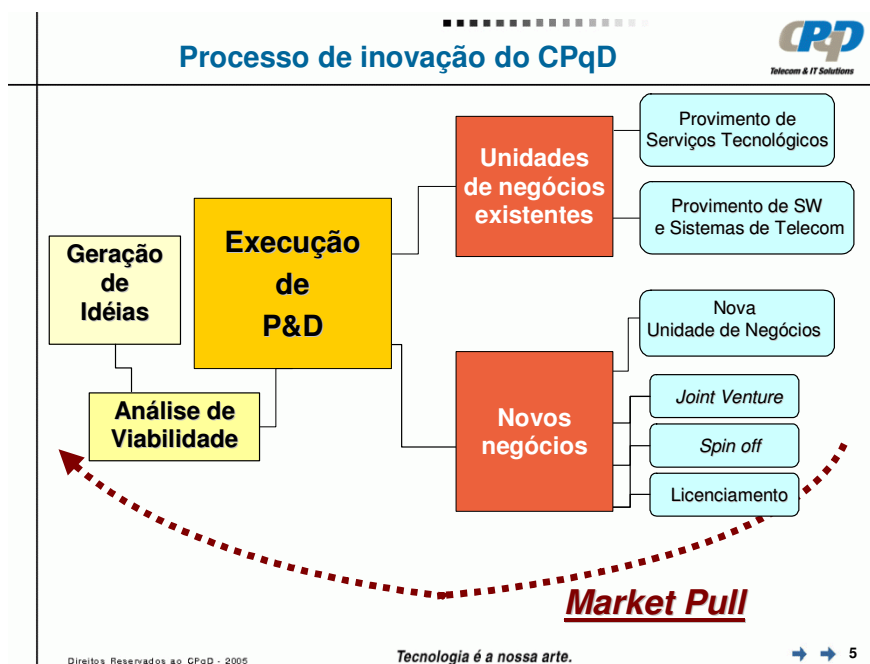 Processo de inovação do CPqD
CPqD
Telecom & IT Solutions
Geração
de
Idéias
Análise de
Viabilidade
Execução
de
P&D
Unidades
de negócios
existentes
Provimento de
Serviços Tecnológicos
Provimento de SW
e Sistemas de Telecom
Novos
negócios
Nova
Unidade de Negócios
Joint Venture
Spin off
Licenciamento
Market Pull
Direitos Reservados ao CPqD - 2005
Tecnologia é a nossa arte.
5